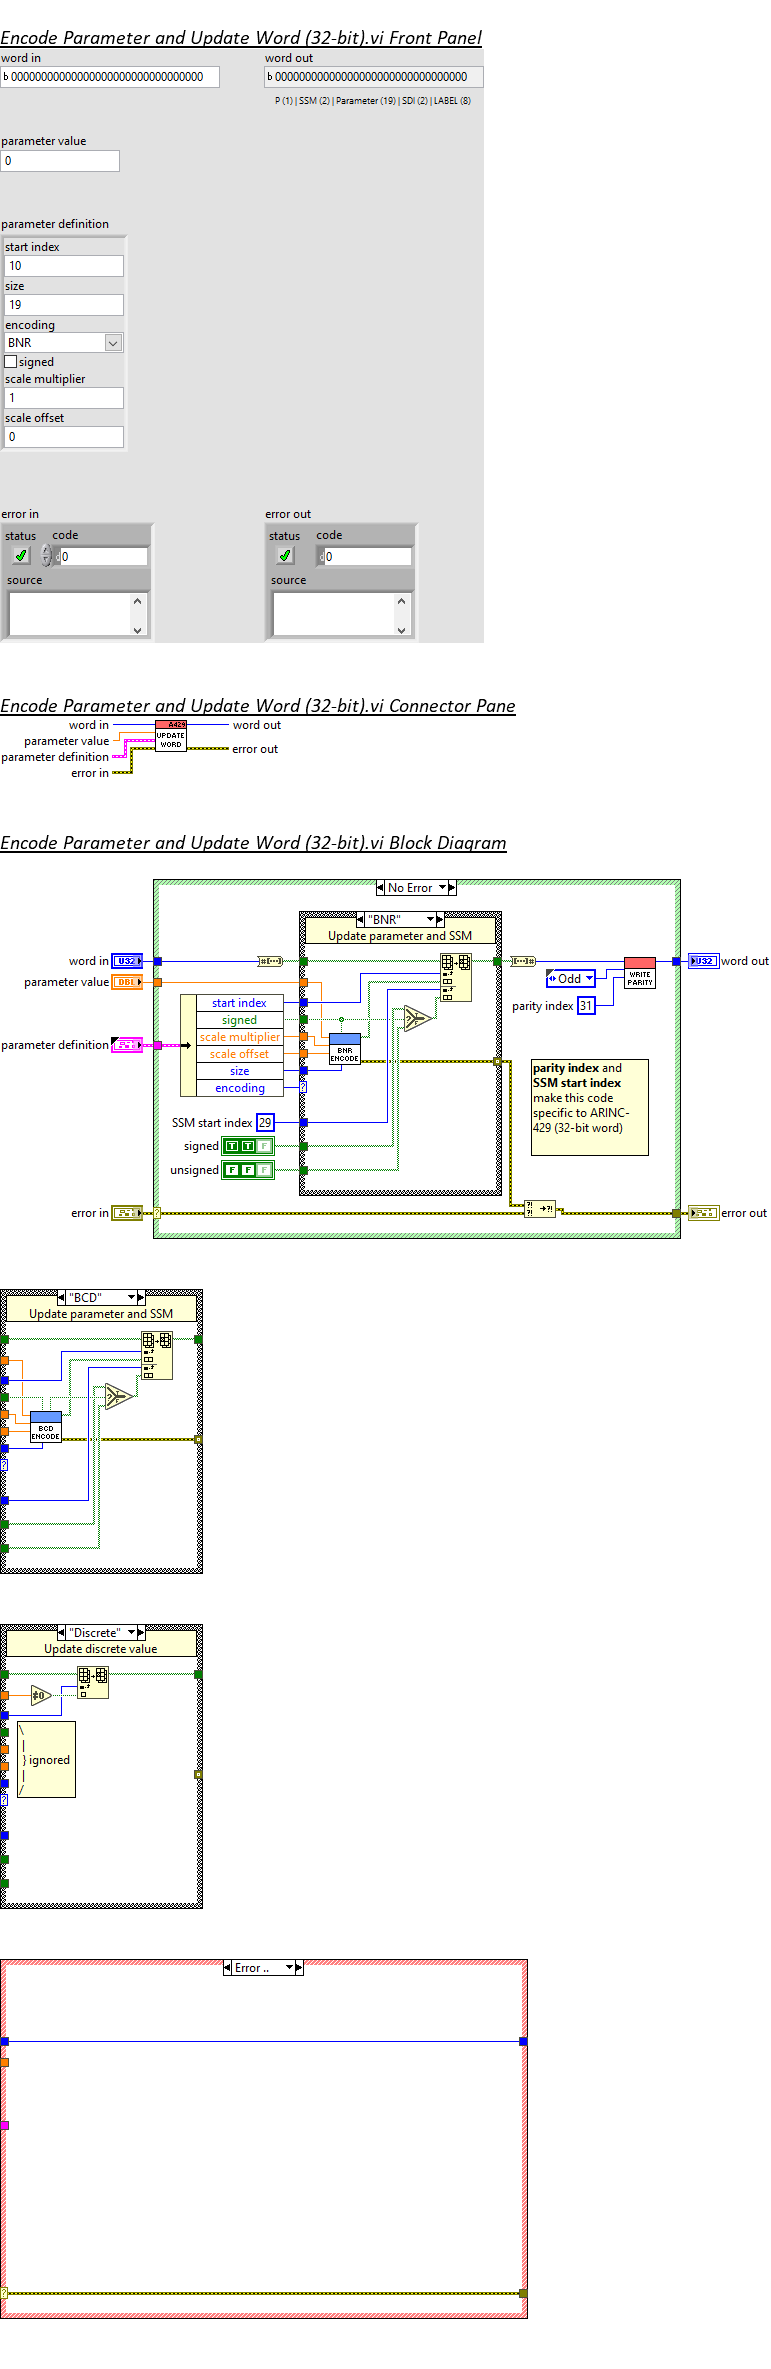 Encode Parameter and Update Word (32-bit).vi Front Panel
word in
word out
b 00000000000000000000000000000000
b 00000000000000000000000000000000
P (1) | SSM (2) | Parameter (19) | SDI (2) | LABEL (8)
parameter value
0
parameter definition
start index
10
size
19
encoding
BNR
signed
scale multiplier
1
scale offset
0
error in
error out
status code
status code
d 0
d 0
source
source
Encode Parameter and Update Word (32-bit).vi Connector Pane
word in
parameter value
parameter definition
error in
A429
UPDATE
WORD
word out
error out
Encode Parameter and Update Word (32-bit).vi Block Diagram
No Error
"BNR"
Update parameter and SSM
word in
U32
parameter value
DBL
parameter definition
start index
signed
scale multiplier
scale offset
size
encoding
BNR
ENCODE
T
F
SSM start index 29
signed T T F
unsigned F F F
#[...]
[...]#
Odd
parity index 31
WRITE
PARITY
U32
word out
parity index and
SSM start index
make this code
specific to ARINC-
429 (32-bit word)
error in
?!
?! →?!
error out
"BCD"
Update parameter and SSM
BCD
ENCODE
?
T
F
"Discrete"
Update discrete value
≠0
\
|
} ignored
|
/
?
Error ..
?